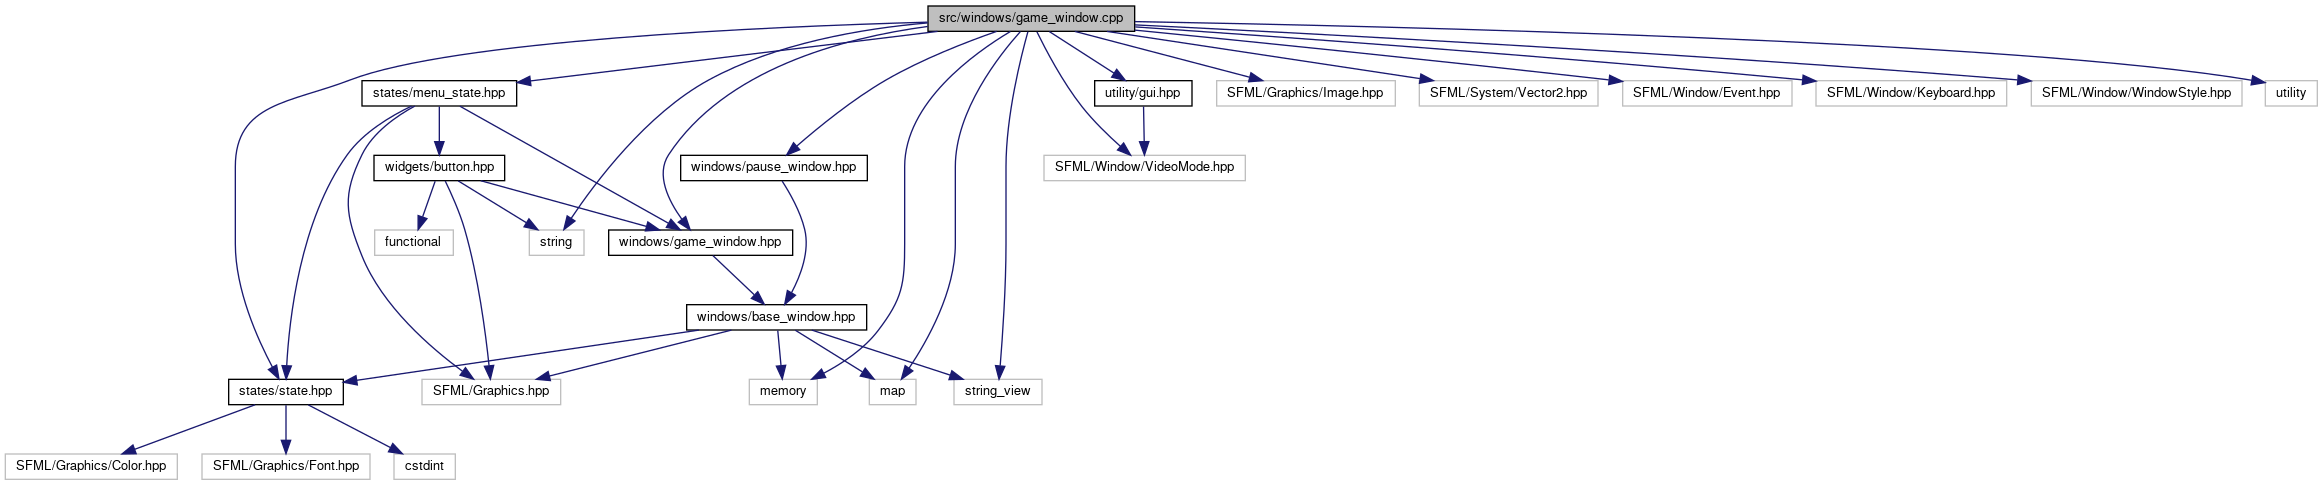 src/windows/game_window.cpp
states/menu_state.hpp
utility/gui.hpp
SFML/Graphics/Image.hpp
SFML/System/Vector2.hpp
SFML/Window/Event.hpp
SFML/Window/Keyboard.hpp
SFML/Window/WindowStyle.hpp
utility
widgets/button.hpp
windows/pause_window.hpp
SFML/Window/VideoMode.hpp
functional
string
windows/game_window.hpp
windows/base_window.hpp
states/state.hpp
SFML/Graphics.hpp
memory
map
string_view
SFML/Graphics/Color.hpp
SFML/Graphics/Font.hpp
cstdint